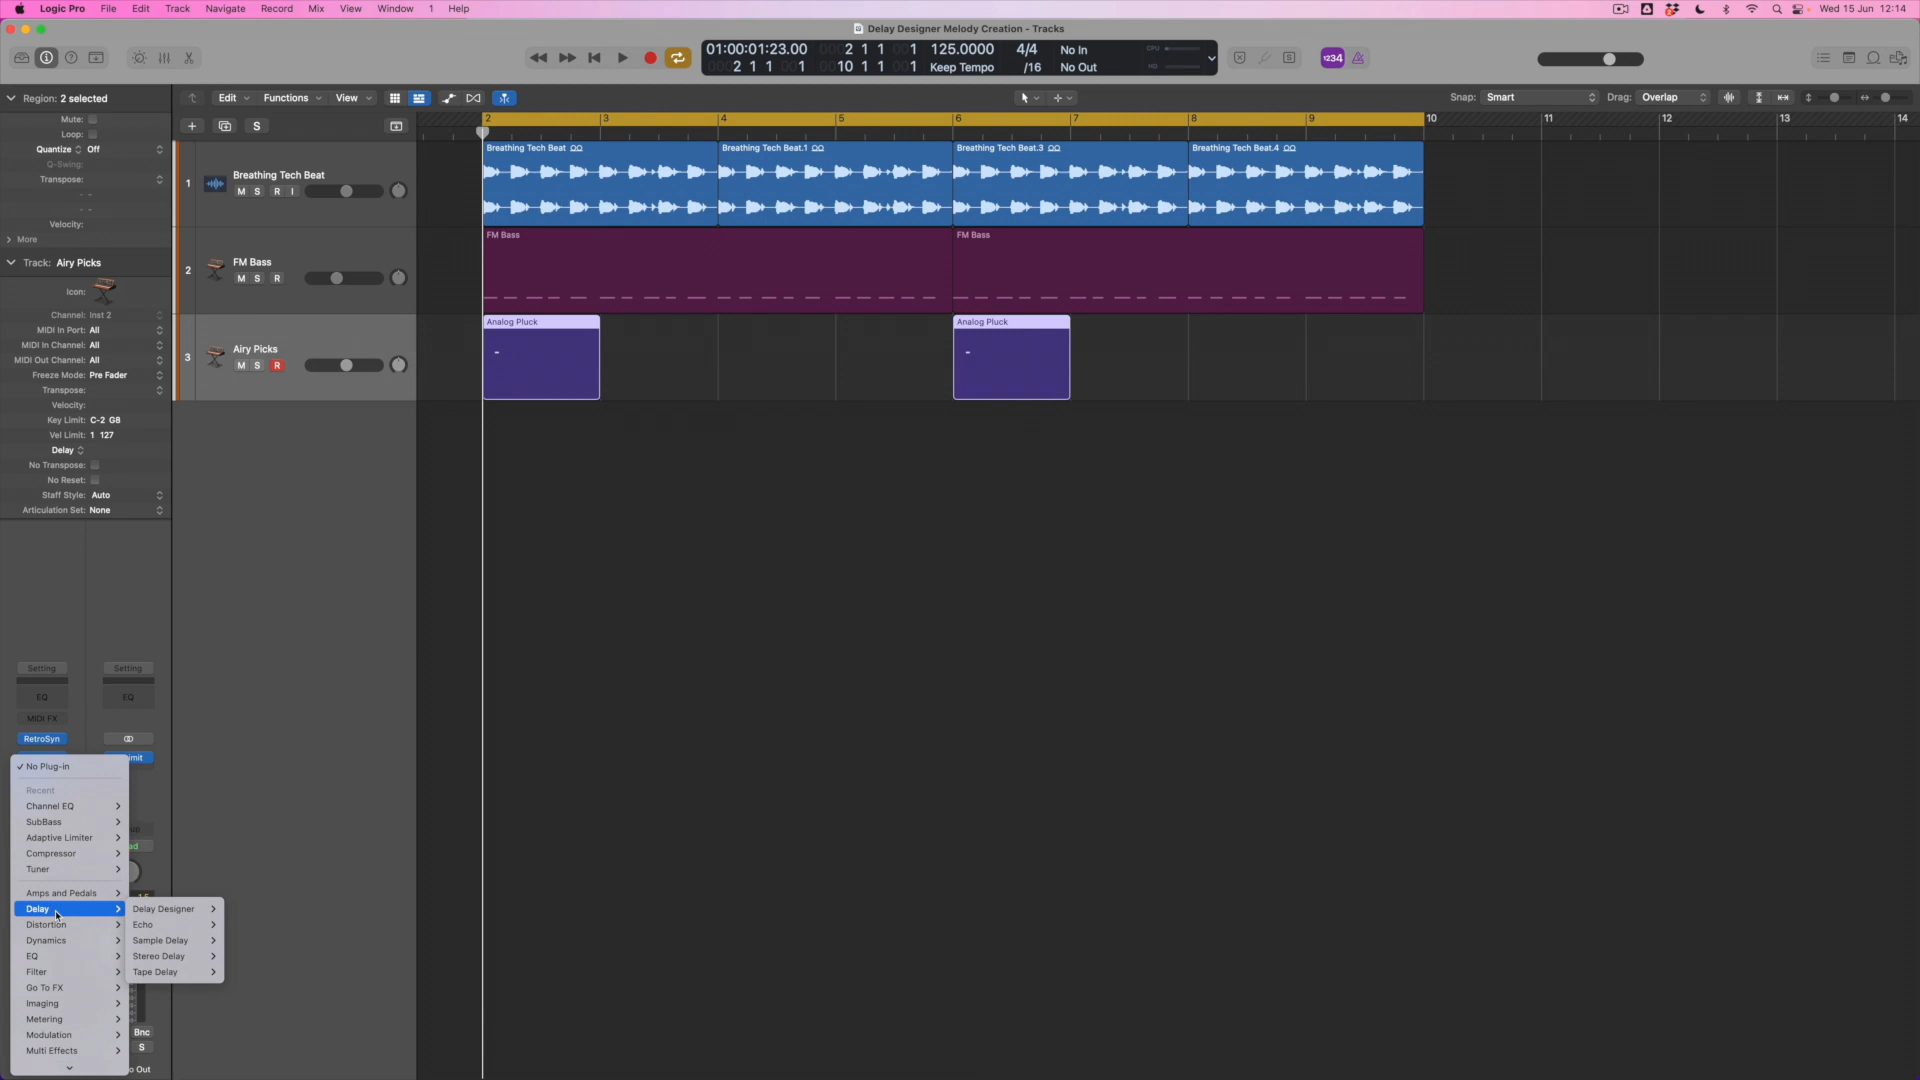 Logic Pro File Edit Track Navigate Record Mix View Window 1 Help
Wed 15 Jun 12:14
Delay Designer Melody Creation - Tracks
01:00:01:23.00
2 1 1 1
125.0000
4/4
No In
2 1 1 1
10 1 1 1
Keep Tempo
/16
No Out
CPU
HD
1234
Region: 2 selected
Edit
Functions
View
Snap: Smart
Drag: Overlap
Mute:
Loop:
Quantize Off
Q-Swing:
Transpose:
Velocity:
More
Track: Airy Picks
Icon:
Channel: Inst 2
MIDI In Port: All
MIDI In Channel: All
MIDI Out Channel: All
Freeze Mode: Pre Fader
Transpose:
Velocity:
Key Limit: C-2 G8
Vel Limit: 1 127
Delay
No Transpose:
No Reset:
Staff Style: Auto
Articulation Set: None
S
2 3 4 5 6 7 8 9 10 11 12 13 14
1
Breathing Tech Beat
M S R I
Breathing Tech Beat
Breathing Tech Beat.1
Breathing Tech Beat.3
Breathing Tech Beat.4
2
FM Bass
M S R
FM Bass
FM Bass
3
Airy Picks
M S R
Analog Pluck
Analog Pluck
Setting
Setting
EQ
EQ
MIDI FX
RetroSyn
imit
No Plug-in
Recent
Channel EQ
SubBass
Adaptive Limiter
Compressor
Tuner
Amps and Pedals
Delay
Distortion
Dynamics
EQ
Filter
Go To FX
Imaging
Metering
Modulation
Multi Effects
Delay Designer
Echo
Sample Delay
Stereo Delay
Tape Delay
ad
Bnc
S
o Out